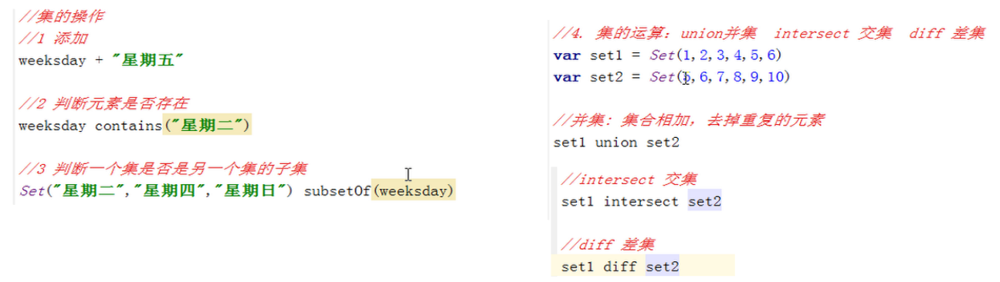 //集的操作
//1 添加
weeksday + "星期五"
//2 判断元素是否存在
weeksday contains("星期二")
//3 判断一个集是否是另一个集的子集
Set("星期二","星期四","星期日") subsetOf(weeksday)
//4. 集的运算：union并集 intersect 交集 diff 差集
var set1 = Set(1,2,3,4,5,6)
var set2 = Set(5,6,7,8,9,10)
//并集：集合相加，去掉重复的元素
set1 union set2
//intersect 交集
set1 intersect set2
//diff 差集
set1 diff set2